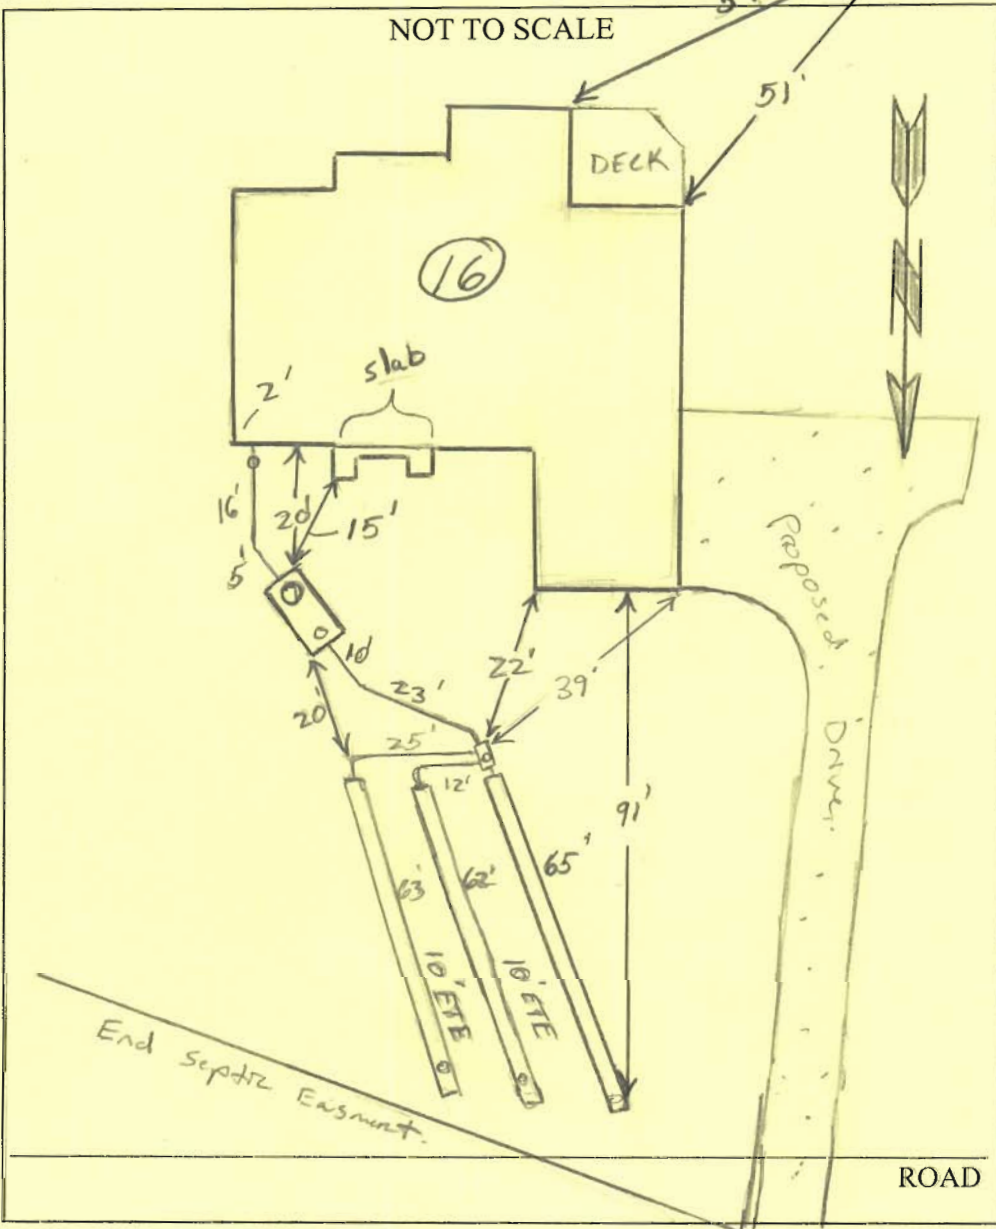 NOT TO SCALE
51'
DECK
16
N
slab
2'
16'
20'
15'
5'
10'
23'
22'
39'
20'
25'
12'
91'
63'
62'
65'
10' ETE
10' ETE
Proposed Drive.
End Septic Easment.
ROAD